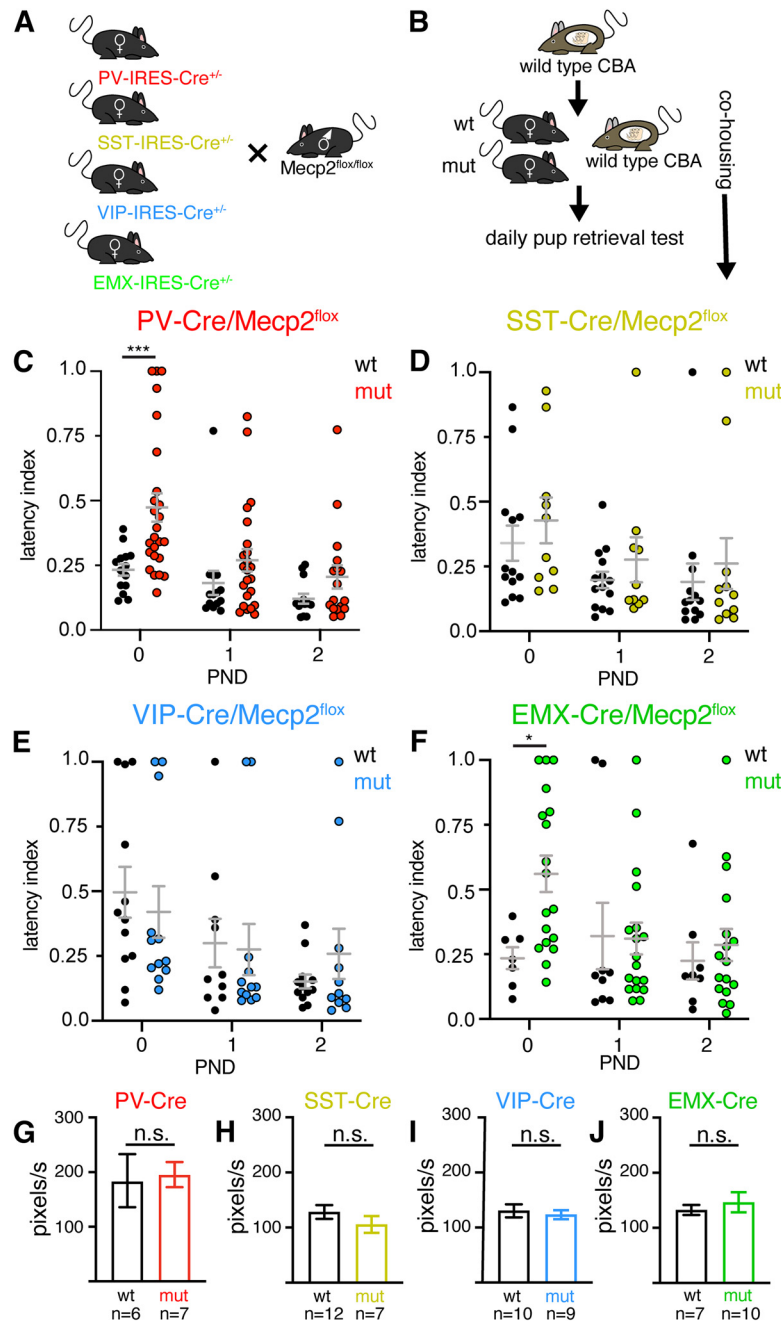 A
PV-IRES-Cre+/-
SST-IRES-Cre+/-
VIP-IRES-Cre+/-
EMX-IRES-Cre+/-
×
Mecp2flox/flox
B
wild type CBA
wt
mut
wild type CBA
daily pup retrieval test
co-housing
PV-Cre/Mecp2flox
C
***
wt
mut
latency index
1.0
0.75
0.5
0.25
0.0
0 1 2
PND
SST-Cre/Mecp2flox
D
wt
mut
latency index
1.0
0.75
0.5
0.25
0.0
0 1 2
PND
VIP-Cre/Mecp2flox
E
wt
mut
latency index
1.0
0.75
0.5
0.25
0.0
0 1 2
PND
EMX-Cre/Mecp2flox
F
*
wt
mut
latency index
1.0
0.75
0.5
0.25
0.0
0 1 2
PND
PV-Cre
G
n.s.
pixels/s
300
200
100
wt mut
n=6 n=7
SST-Cre
H
n.s.
pixels/s
300
200
100
wt mut
n=12 n=7
VIP-Cre
I
n.s.
pixels/s
300
200
100
wt mut
n=10 n=9
EMX-Cre
J
n.s.
pixels/s
300
200
100
wt mut
n=7 n=10